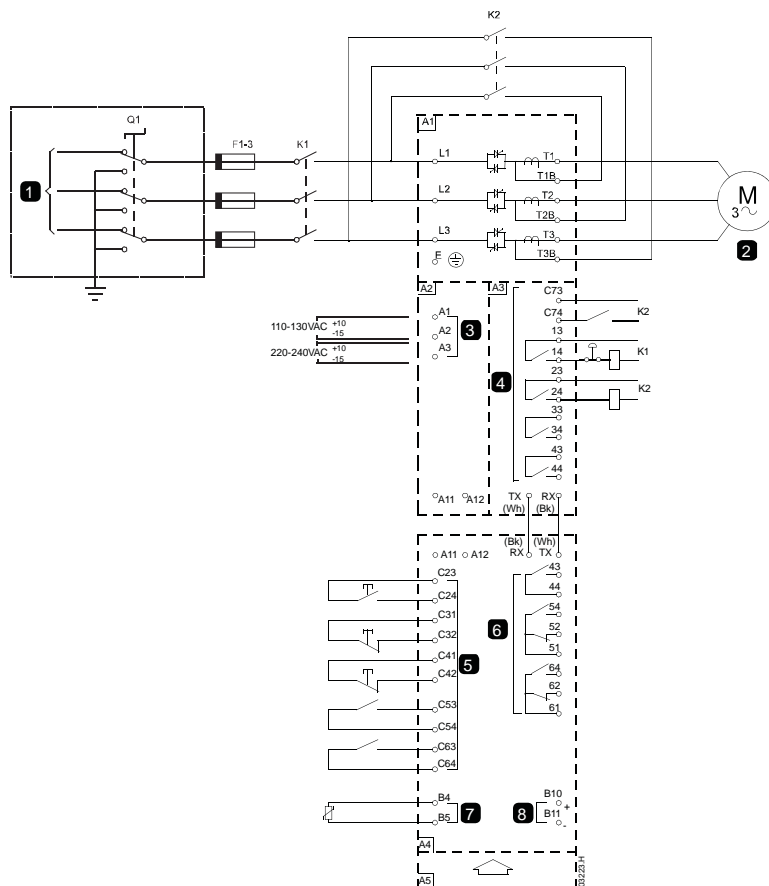 K2
Q1
F1-3
K1
A1
L1
T1
T1B
1
L2
T2
T2B
M
3
L3
T3
T3B
2
E
A2
A3
C73
C74
K2
110-130VAC +10 -15
A1
3
13
A2
14
K1
220-240VAC +10 -15
A3
4
23
24
K2
33
34
43
44
A11
A12
TX
RX
(Wh)
(Bk)
(Bk)
(Wh)
A11
A12
RX
TX
C23
43
C24
44
C31
54
C32
6
52
C41
5
51
C42
64
62
C53
61
C54
C63
C64
B4
B10
+
7
8
B5
B11
-
A4
A5
03223.H